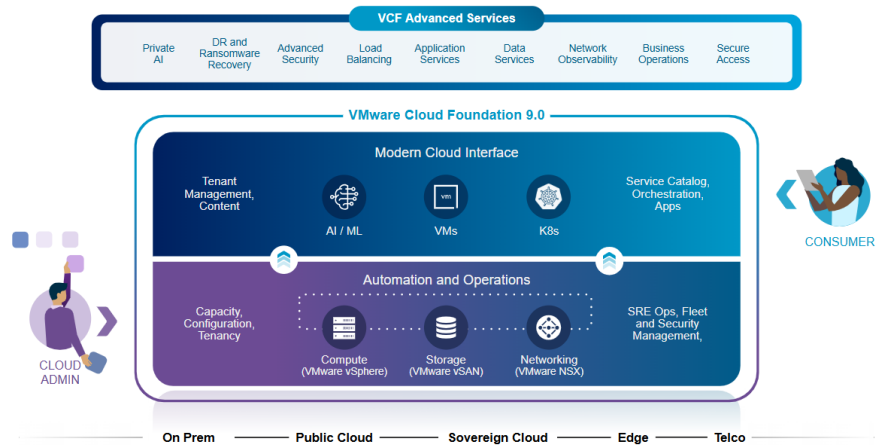 VCF Advanced Services
Private
AI
DR and
Ransomware
Recovery
Advanced
Security
Load
Balancing
Application
Services
Data
Services
Network
Observability
Business
Operations
Secure
Access
VMware Cloud Foundation 9.0
Modern Cloud Interface
Tenant
Management,
Content
AI / ML
vm
VMs
K8s
Service Catalog,
Orchestration,
Apps
CONSUMER
Automation and Operations
Capacity,
Configuration,
Tenancy
Compute
(VMware vSphere)
Storage
(VMware vSAN)
Networking
(VMware NSX)
SRE Ops, Fleet
and Security
Management,
CLOUD
ADMIN
On Prem
Public Cloud
Sovereign Cloud
Edge
Telco